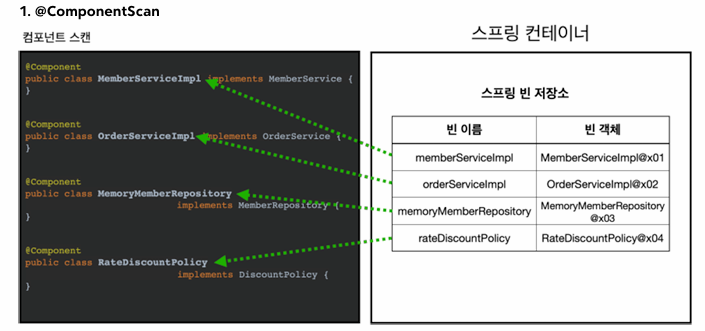 1. @ComponentScan
컴포넌트 스캔
@Component
public class MemberServiceImpl implements MemberService {
}
@Component
public class OrderServiceImpl implements OrderService {
}
@Component
public class MemoryMemberRepository
implements MemberRepository {
}
@Component
public class RateDiscountPolicy
implements DiscountPolicy {
}
스프링 컨테이너
스프링 빈 저장소
빈 이름 빈 객체
memberServiceImpl MemberServiceImpl@x01
orderServiceImpl OrderServiceImpl@x02
memoryMemberRepository MemoryMemberRepository
@x03
rateDiscountPolicy RateDiscountPolicy@x04